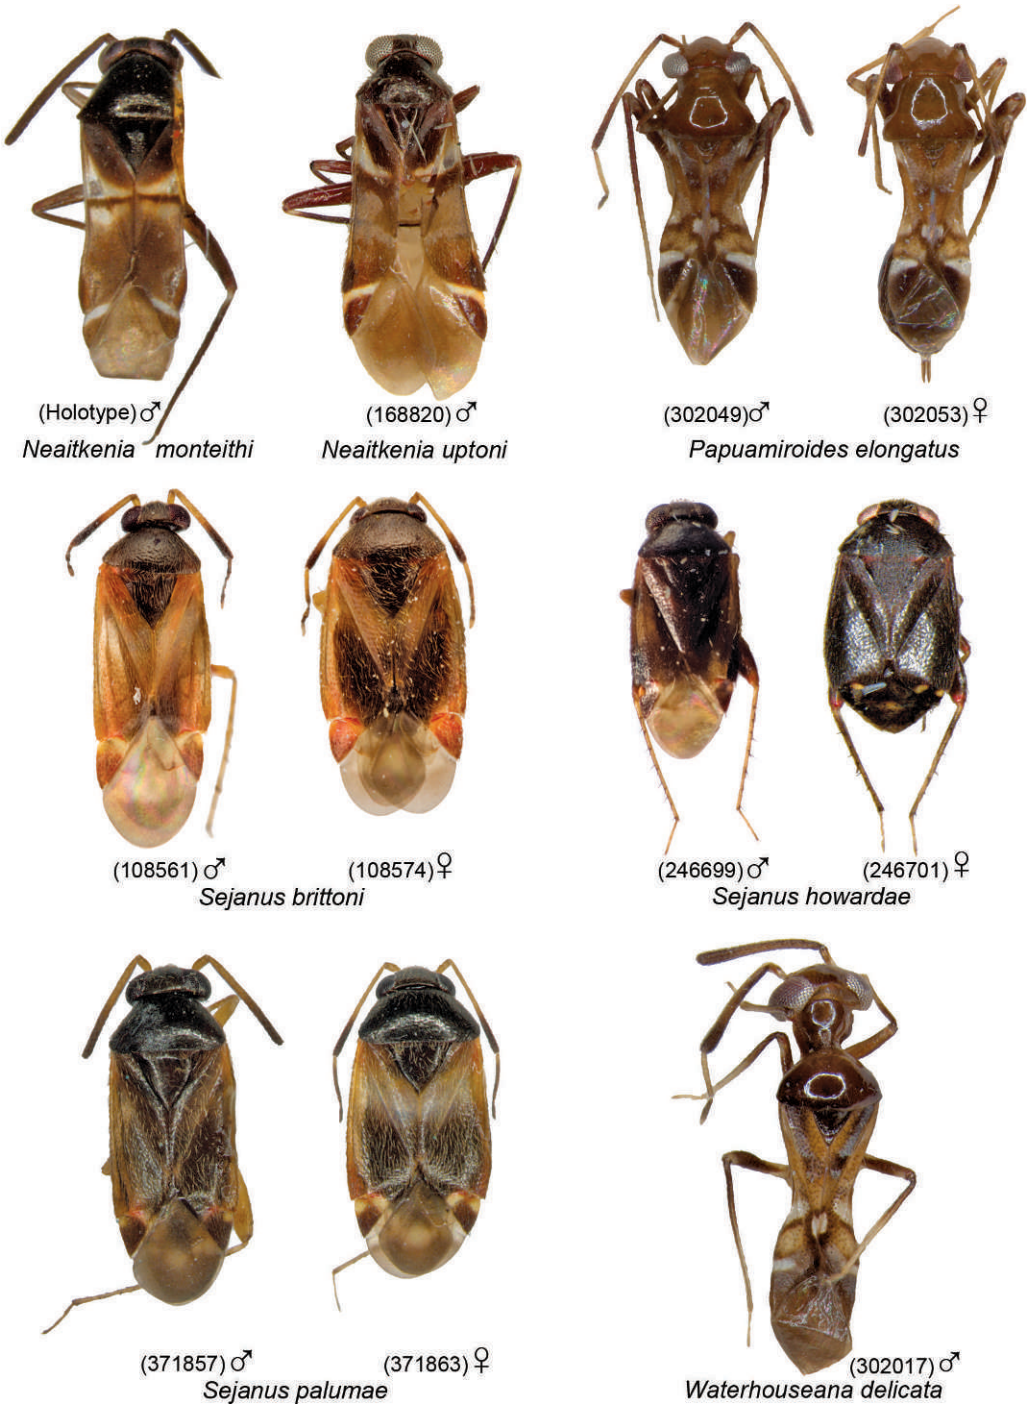 (Holotype)♂
(168820)♂
(302049)♂
(302053)♀
Neaitkenia monteithi
Neaitkenia uptoni
Papuamiroides elongatus
(108561)♂
(108574)♀
(246699)♂
(246701)♀
Sejanus brittoni
Sejanus howardae
(371857)♂
(371863)♀
(302017)♂
Sejanus palumae
Waterhouseana delicata